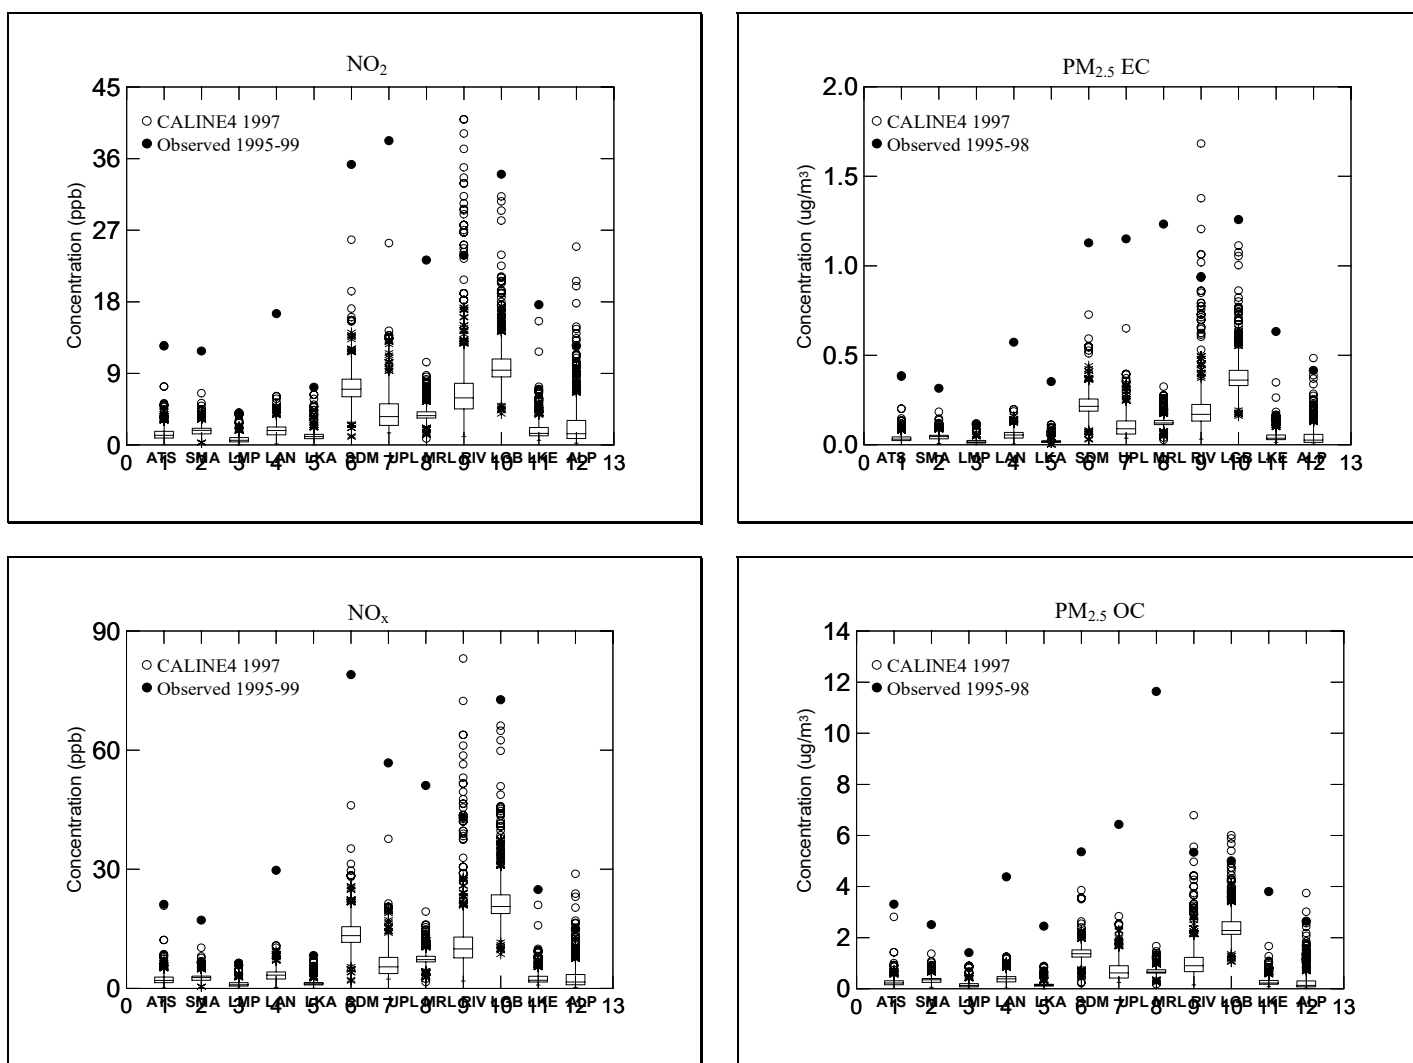 NO₂
45
36
27
18
9
0
Concentration (ppb)
CALINE4 1997
Observed 1995-99
ATS SMA LMP LAN LKA SDM UPL MRL RIV LGB LKE ALP
0 1 2 3 4 5 6 7 8 9 10 11 12 13
PM₂.₅ EC
2.0
1.5
1.0
0.5
0.0
Concentration (ug/m³)
CALINE4 1997
Observed 1995-98
ATS SMA LMP LAN LKA SDM UPL MRL RIV LGB LKE ALP
0 1 2 3 4 5 6 7 8 9 10 11 12 13
NOₓ
90
60
30
0
Concentration (ppb)
CALINE4 1997
Observed 1995-99
ATS SMA LMP LAN LKA SDM UPL MRL RIV LGB LKE ALP
0 1 2 3 4 5 6 7 8 9 10 11 12 13
PM₂.₅ OC
14
12
10
8
6
4
2
0
Concentration (ug/m³)
CALINE4 1997
Observed 1995-98
ATS SMA LMP LAN LKA SDM UPL MRL RIV LGB LKE ALP
0 1 2 3 4 5 6 7 8 9 10 11 12 13